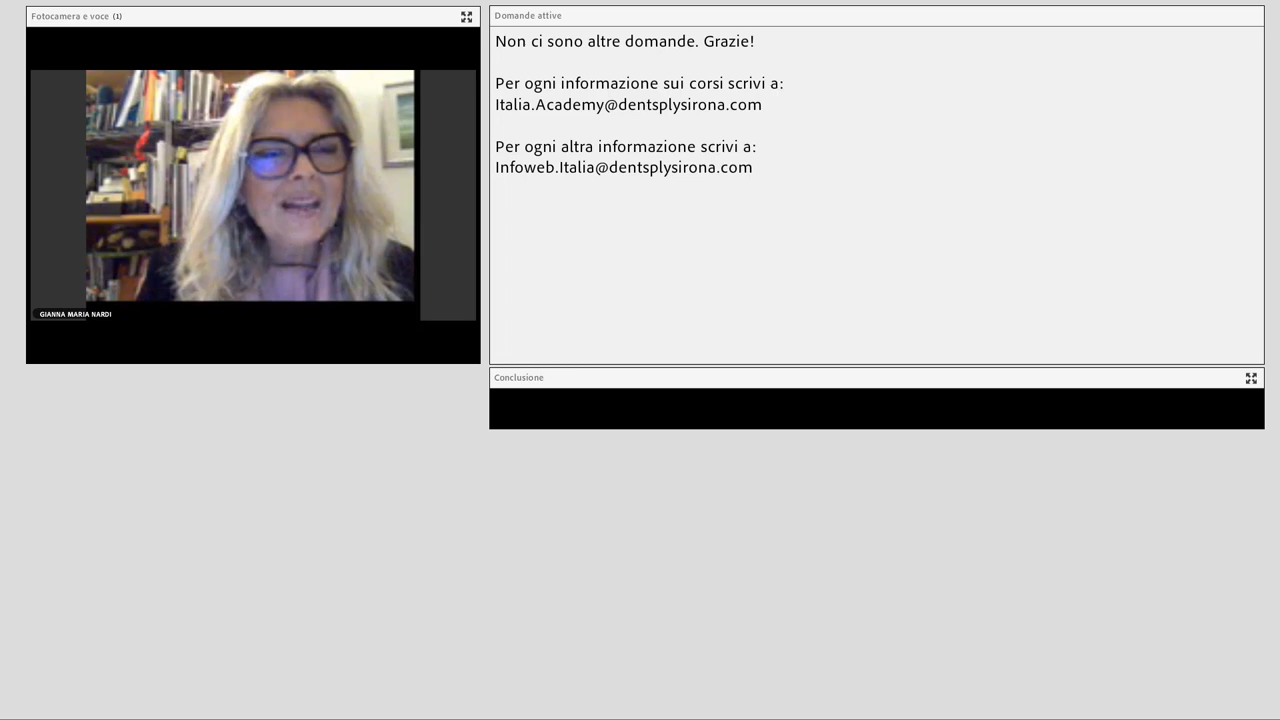 Fotocamera e voce (1)
GIANNA MARIA NARDI
Domande attive
Non ci sono altre domande. Grazie!
Per ogni informazione sui corsi scrivi a:
Italia.Academy@dentsplysirona.com
Per ogni altra informazione scrivi a:
Infoweb.Italia@dentsplysirona.com
Conclusione